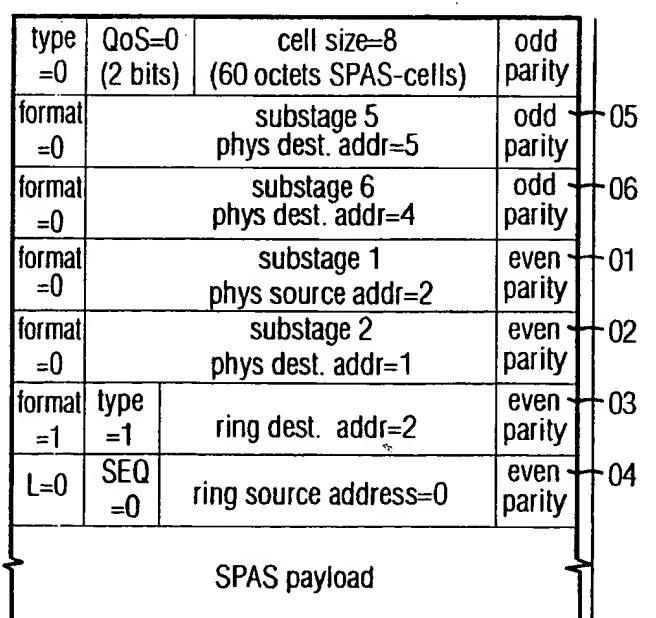 type QoS=0 cell size=8 odd
=0 (2 bits) (60 octets SPAS-cells) parity
format substage 5 odd 05
=0 phys dest. addr=5 parity
format substage 6 odd 06
=0 phys dest. addr=4 parity
format substage 1 even 01
=0 phys source addr=2 parity
format substage 2 even 02
=0 phys dest. addr=1 parity
format type ring dest. addr=2 even 03
=1 =1 parity
L=0 SEQ ring source address=0 even 04
=0 parity
SPAS payload